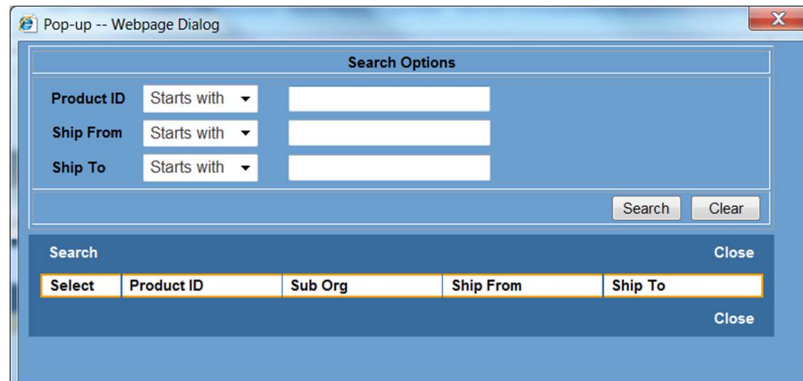 Pop-up -- Webpage Dialog
Search Options
Product ID Starts with
Ship From Starts with
Ship To Starts with
Search Clear
Search Close
Select Product ID Sub Org Ship From Ship To
Close